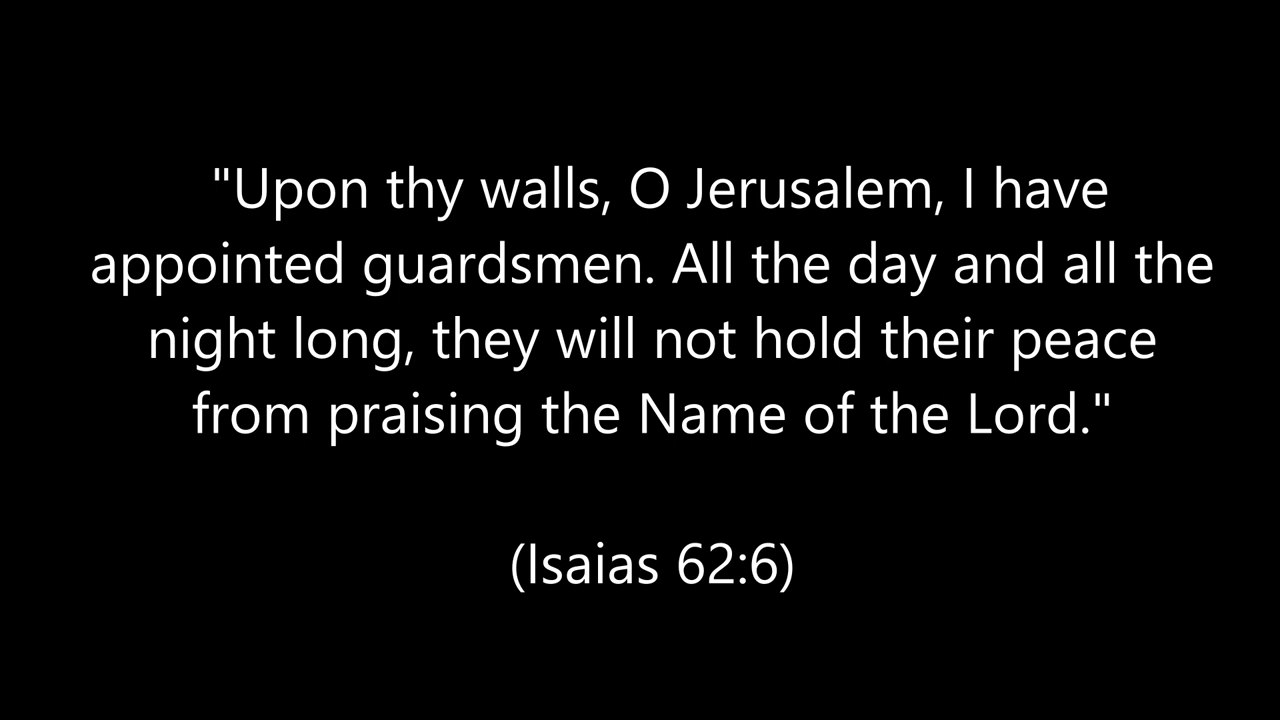 "Upon thy walls, O Jerusalem, I have
appointed guardsmen. All the day and all the
night long, they will not hold their peace
from praising the Name of the Lord."
(Isaias 62:6)